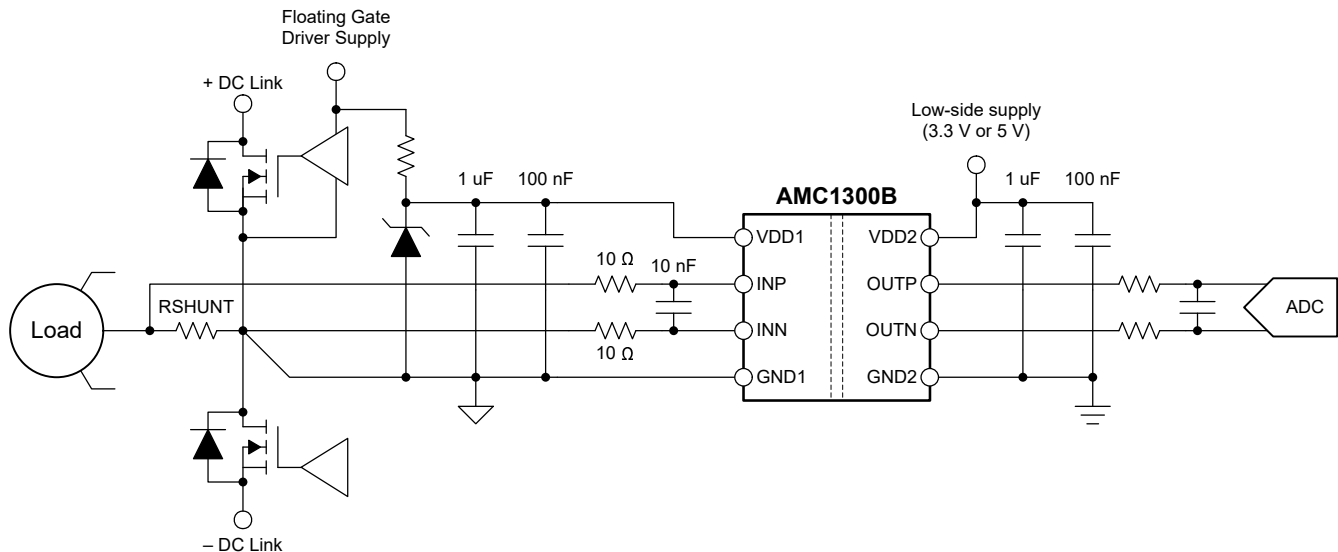 Floating Gate
Driver Supply
+ DC Link
Low-side supply
(3.3 V or 5 V)
1 uF
100 nF
AMC1300B
1 uF
100 nF
VDD1
VDD2
10 Ω
10 nF
INP
OUTP
RSHUNT
Load
INN
OUTN
ADC
10 Ω
GND1
GND2
– DC Link